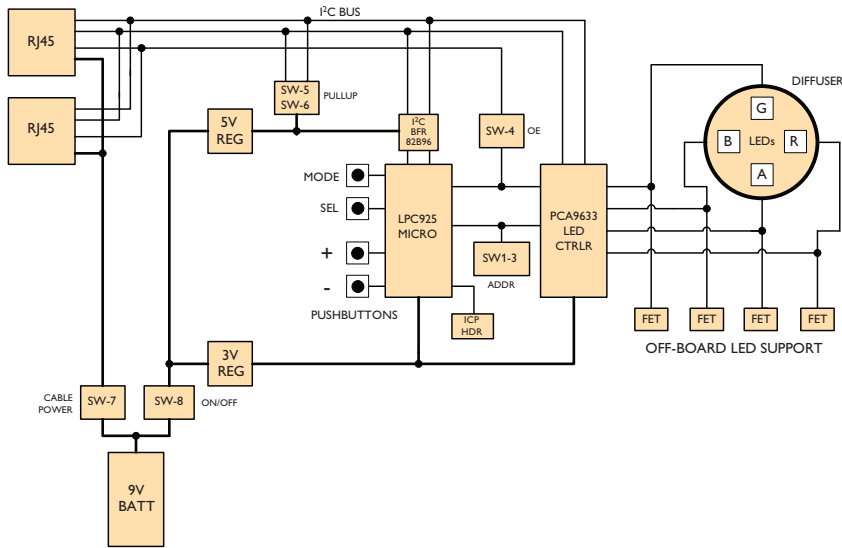 I²C BUS
RJ45
RJ45
SW-5
SW-6
PULLUP
5V
REG
I²C
BFR
82B96
SW-4
OE
DIFFUSER
G
B
LEDs
R
A
MODE
SEL
+
-
PUSHBUTTONS
LPC925
MICRO
PCA9633
LED
CTRLR
SW1-3
ADDR
ICP
HDR
FET
FET
FET
FET
OFF-BOARD LED SUPPORT
3V
REG
CABLE
POWER
SW-7
SW-8
ON/OFF
9V
BATT